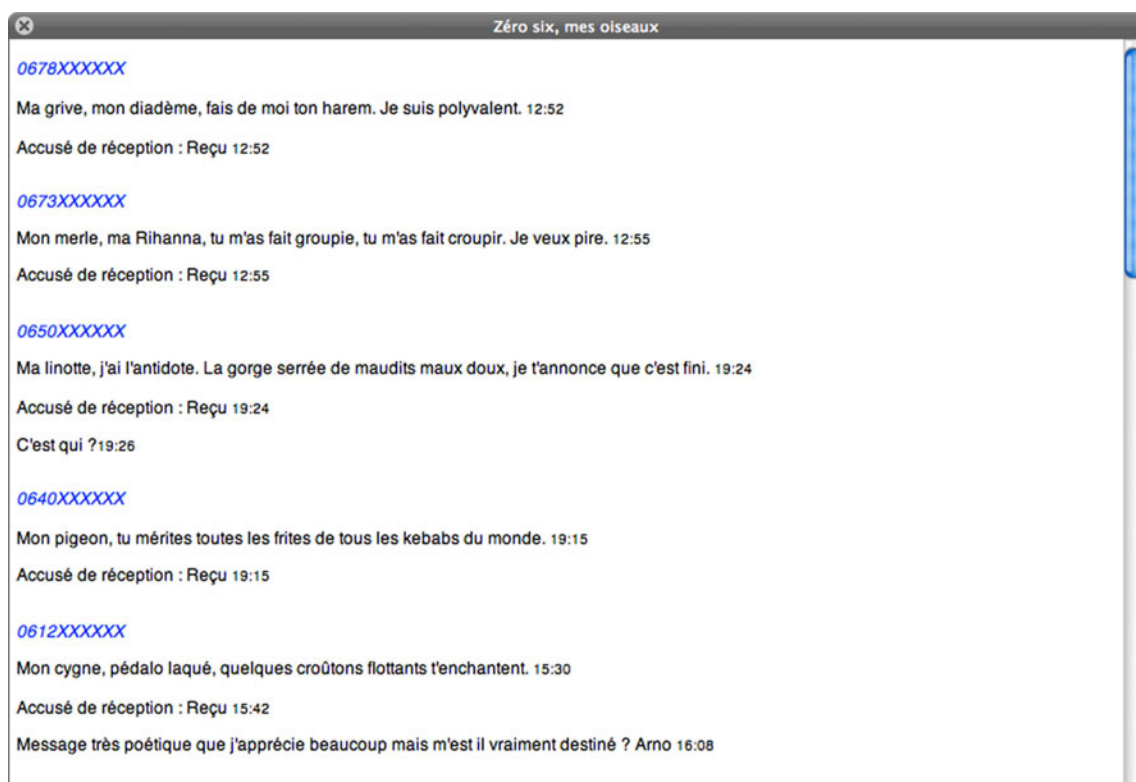 Zéro six, mes oiseaux
0678XXXXXX
Ma grive, mon diadème, fais de moi ton harem. Je suis polyvalent. 12:52
Accusé de réception : Reçu 12:52
0673XXXXXX
Mon merle, ma Rihanna, tu m'as fait groupie, tu m'as fait croupir. Je veux pire. 12:55
Accusé de réception : Reçu 12:55
0650XXXXXX
Ma linotte, j'ai l'antidote. La gorge serrée de maudits maux doux, je t'annonce que c'est fini. 19:24
Accusé de réception : Reçu 19:24
C'est qui ?19:26
0640XXXXXX
Mon pigeon, tu mérites toutes les frites de tous les kebabs du monde. 19:15
Accusé de réception : Reçu 19:15
0612XXXXXX
Mon cygne, pédalo laqué, quelques croûtons flottants t'enchantent. 15:30
Accusé de réception : Reçu 15:42
Message très poétique que j'apprécie beaucoup mais m'est il vraiment destiné ? Arno 16:08